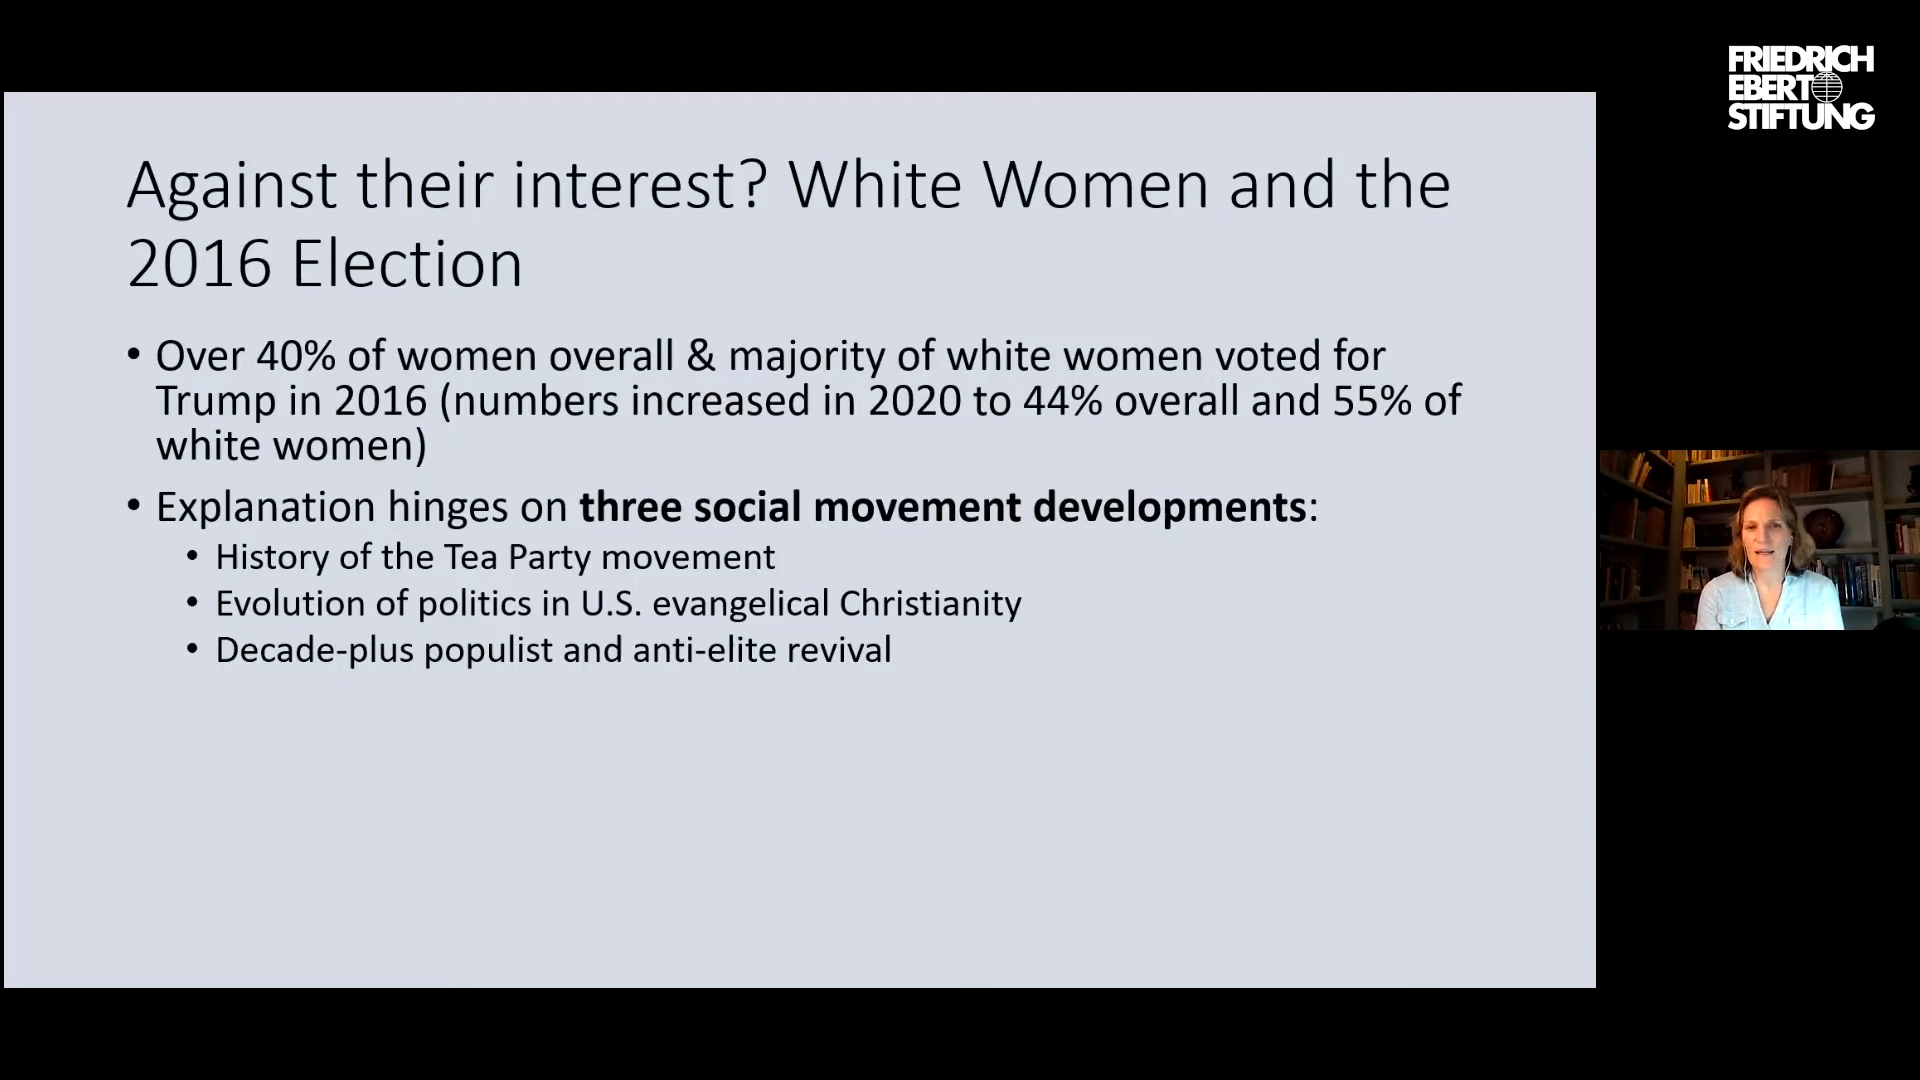 FRIEDRICH
EBERT
STIFTUNG
Against their interest? White Women and the
2016 Election
• Over 40% of women overall & majority of white women voted for
Trump in 2016 (numbers increased in 2020 to 44% overall and 55% of
white women)
• Explanation hinges on three social movement developments:
• History of the Tea Party movement
• Evolution of politics in U.S. evangelical Christianity
• Decade-plus populist and anti-elite revival